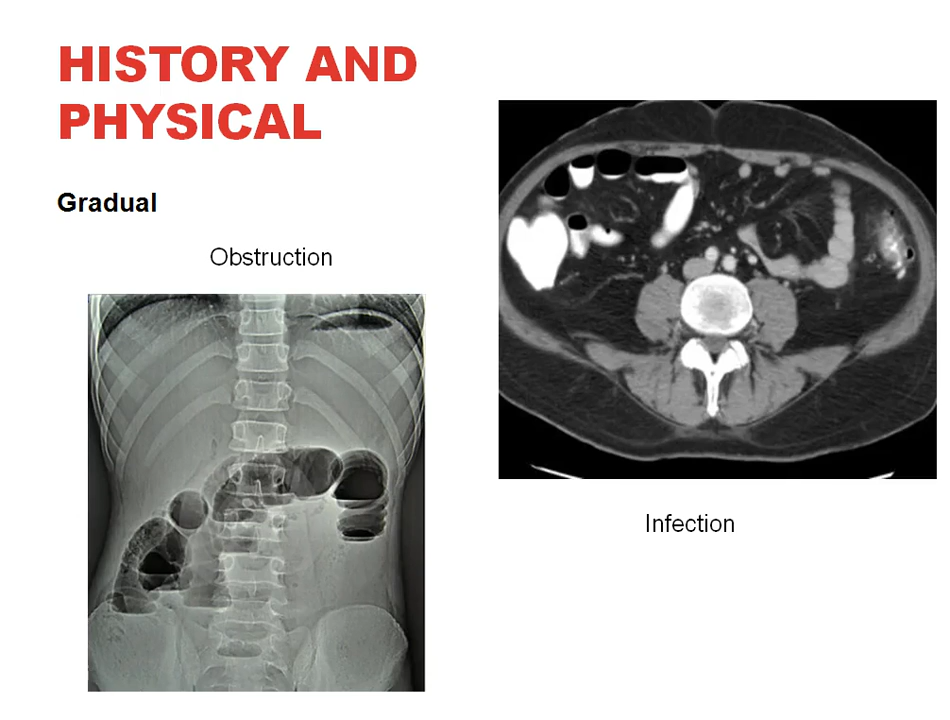 HISTORY AND
PHYSICAL
Gradual
Obstruction
Infection